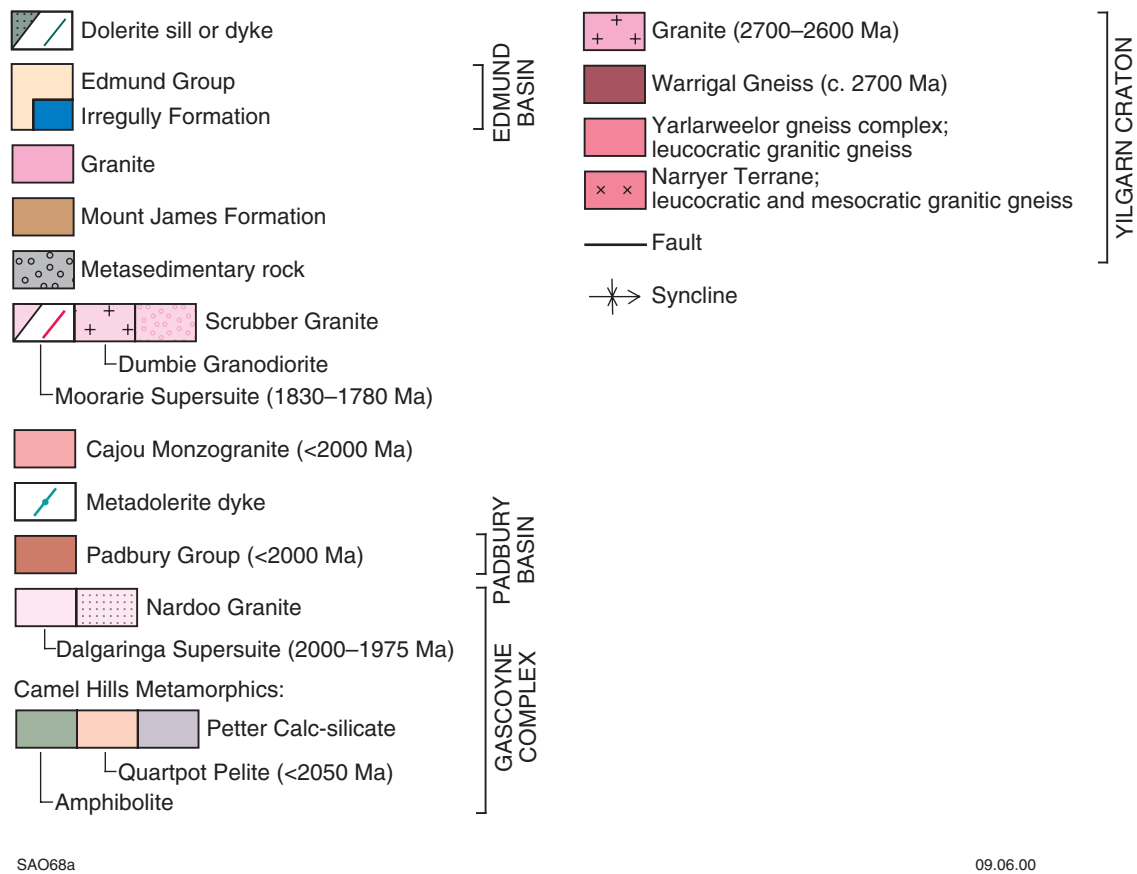 Dolerite sill or dyke
Edmund Group
Irregully Formation
EDMUND
BASIN
Granite
Mount James Formation
Metasedimentary rock
Scrubber Granite
Dumbie Granodiorite
Moorarie Supersuite (1830–1780 Ma)
Cajou Monzogranite (<2000 Ma)
Metadolerite dyke
Padbury Group (<2000 Ma)
PADBURY
BASIN
Nardoo Granite
Dalgaringa Supersuite (2000–1975 Ma)
Camel Hills Metamorphics:
Petter Calc-silicate
Quartpot Pelite (<2050 Ma)
Amphibolite
GASCOYNE
COMPLEX
Granite (2700–2600 Ma)
Warrigal Gneiss (c. 2700 Ma)
Yarlarweelor gneiss complex;
leucocratic granitic gneiss
Narryer Terrane;
leucocratic and mesocratic granitic gneiss
Fault
Syncline
YILGARN CRATON
SAO68a
09.06.00